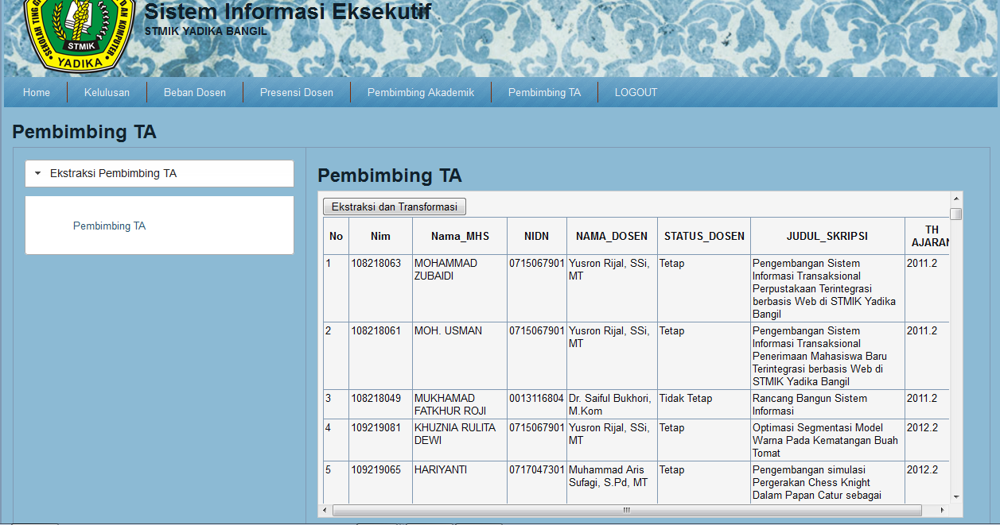 Sistem Informasi Eksekutif
STMIK YADIKA BANGIL
STMIK
YADIKA
Home Kelulusan Beban Dosen Presensi Dosen Pembimbing Akademik Pembimbing TA LOGOUT
Pembimbing TA
Ekstraksi Pembimbing TA
Pembimbing TA
Pembimbing TA
Ekstraksi dan Transformasi
No Nim Nama_MHS NIDN NAMA_DOSEN STATUS_DOSEN JUDUL_SKRIPSI TH
AJARAN
1 108218063 MOHAMMAD 0715067901 Yusron Rijal, SSi, Tetap Pengembangan Sistem 2011.2
ZUBAIDI MT Informasi Transaksional
Perpustakaan Terintegrasi
berbasis Web di STMIK Yadika
Bangil
2 108218061 MOH. USMAN 0715067901 Yusron Rijal, SSi, Tetap Pengembangan Sistem 2011.2
MT Informasi Transaksional
Penerimaan Mahasiswa Baru
Terintegrasi berbasis Web di
STMIK Yadika Bangil
3 108218049 MUKHAMAD 0013116804 Dr. Saiful Bukhori, Tidak Tetap Rancang Bangun Sistem 2011.2
FATKHUR ROJI M.Kom Informasi
4 109219081 KHUZNIA RULITA 0715067901 Yusron Rijal, SSi, Tetap Optimasi Segmentasi Model 2012.2
DEWI MT Warna Pada Kematangan Buah
Tomat
5 109219065 HARIYANTI 0717047301 Muhammad Aris Tetap Pengembangan simulasi 2012.2
Sufagi, S.Pd, MT Pergerakan Chess Knight
Dalam Papan Catur sebagai